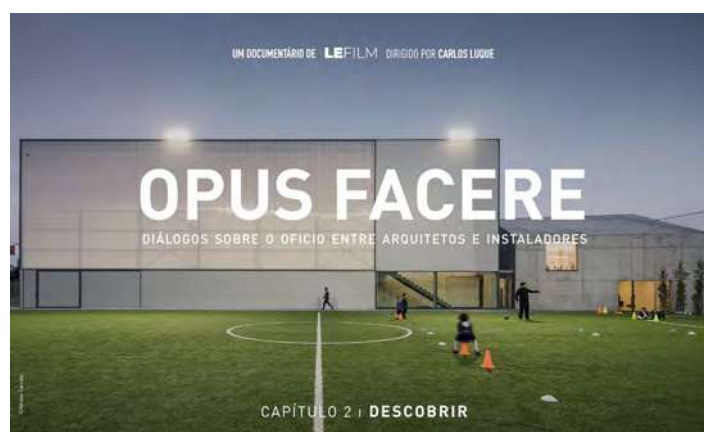 UM DOCUMENTÁRIO DE LEFILM DIRIGIDO POR CARLOS LUQUE
OPUS FACERE
DIÁLOGOS SOBRE O OFICIO ENTRE ARQUITETOS E INSTALADORES
CAPÍTULO 2 | DESCOBRIR